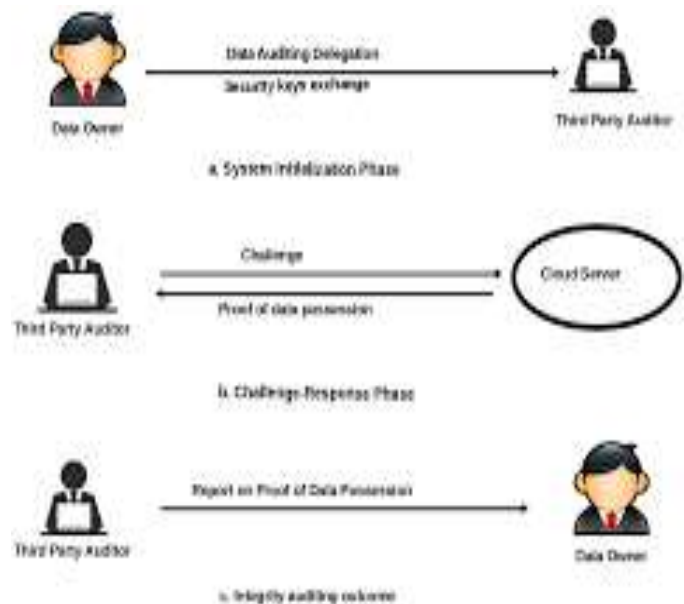 Data Auditing Delegation
Security keys exchange
Data Owner
Third Party Auditor
a. System Initialization Phase
Challenge
Cloud Server
Proof of data possession
Third Party Auditor
b. Challenge-Response Phase
Report on Proof of Data Possession
Third Party Auditor
Data Owner
c. Integrity auditing outcome